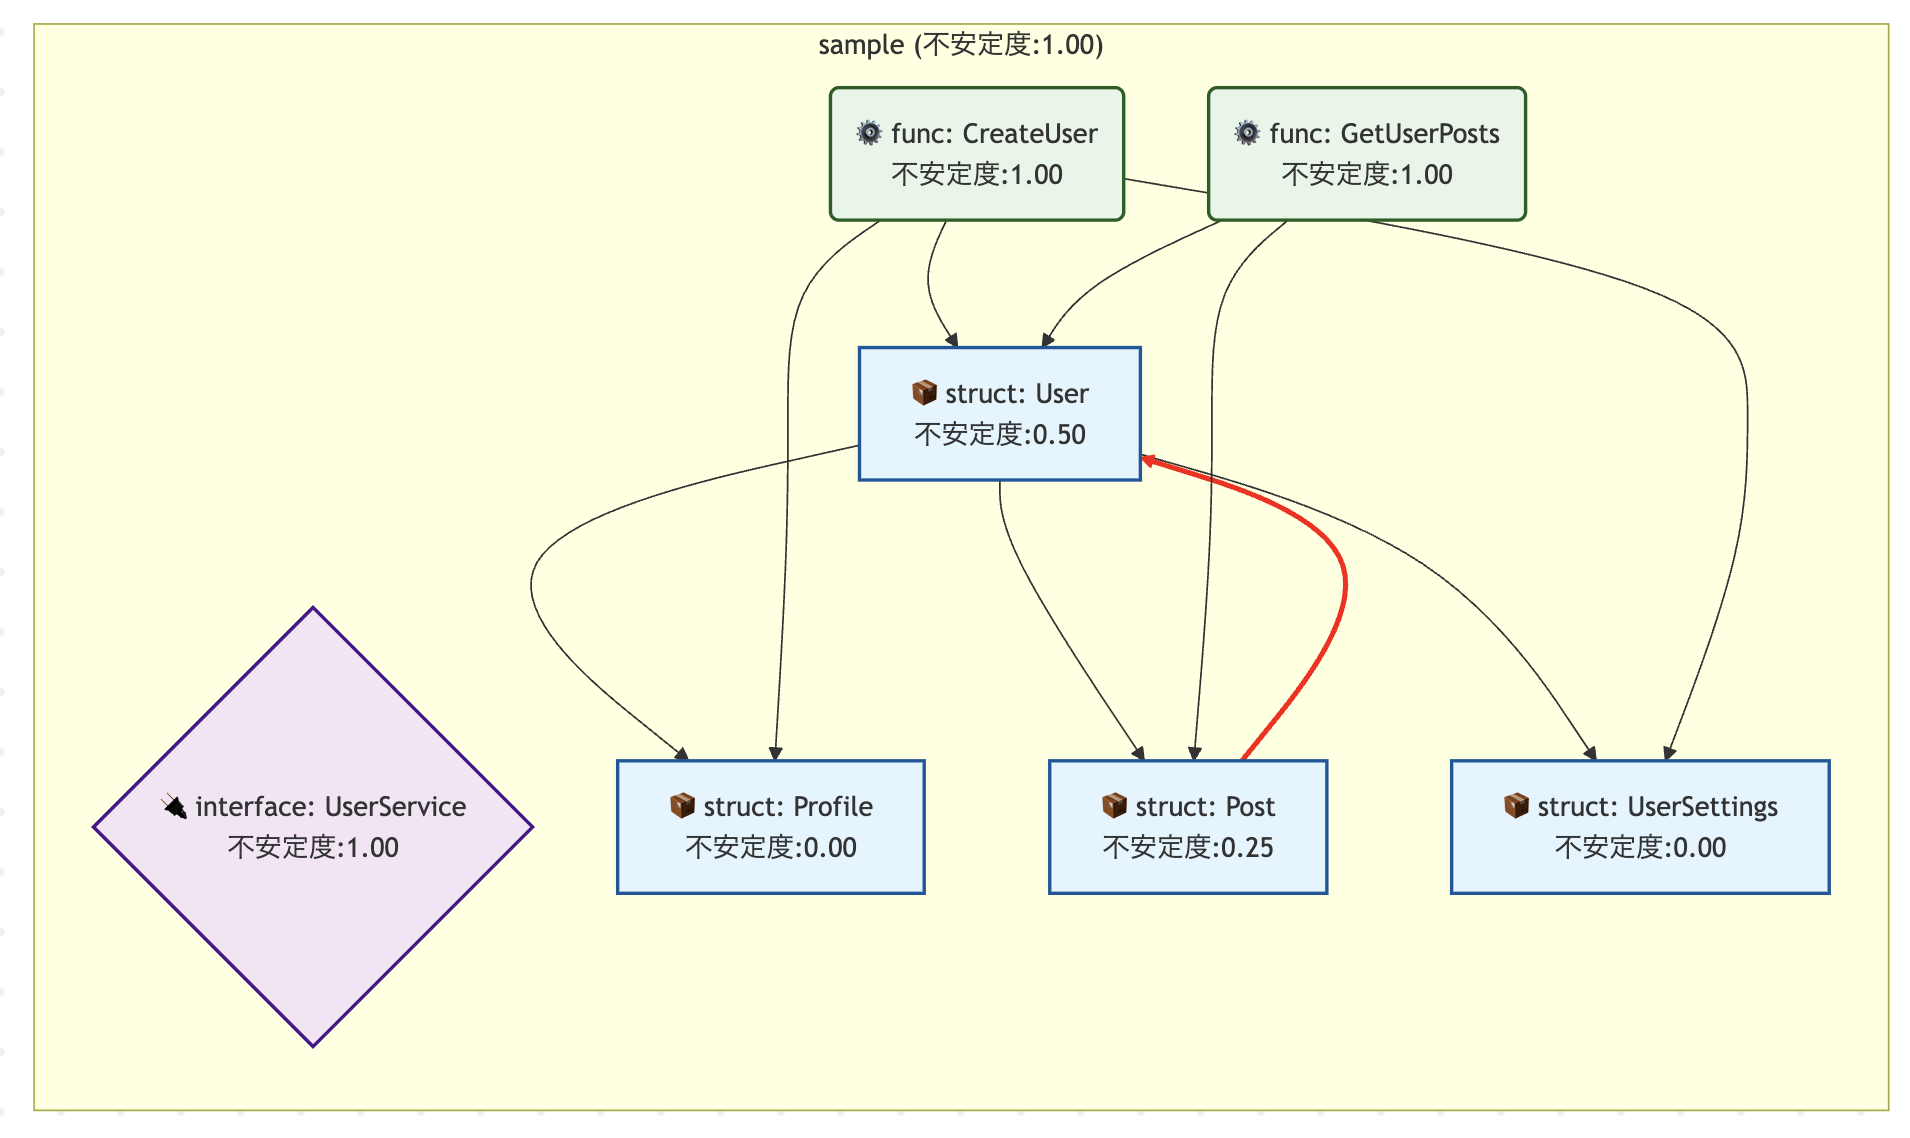 sample (不安定度:1.00)
func: CreateUser
不安定度:1.00
func: GetUserPosts
不安定度:1.00
struct: User
不安定度:0.50
interface: UserService
不安定度:1.00
struct: Profile
不安定度:0.00
struct: Post
不安定度:0.25
struct: UserSettings
不安定度:0.00